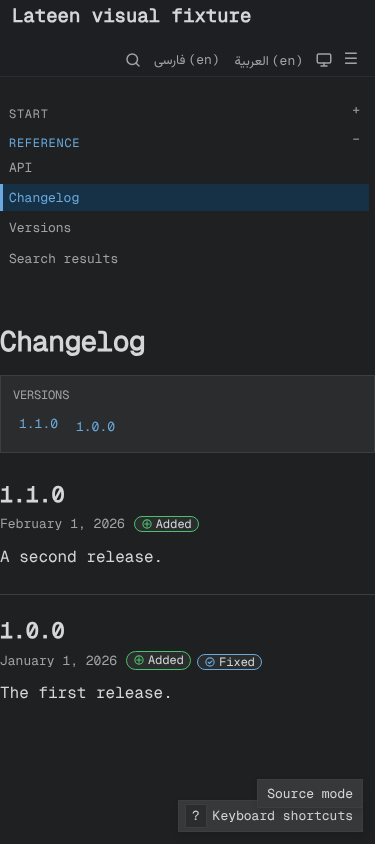 Lateen visual fixture
فارسی (en) العربية (en)
START +
REFERENCE −
API
Changelog
Versions
Search results
Changelog
VERSIONS
1.1.0 1.0.0
1.1.0
February 1, 2026 Added
A second release.
1.0.0
January 1, 2026 Added Fixed
The first release.
Source mode
? Keyboard shortcuts